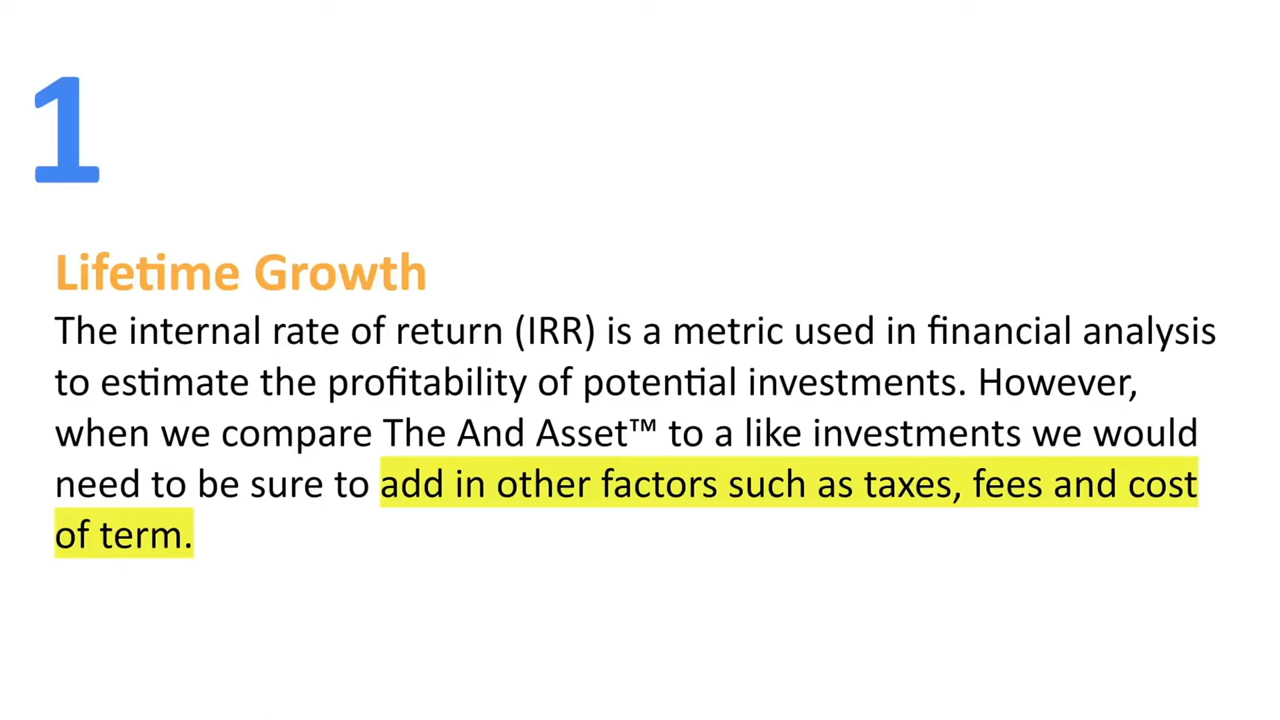 1
Lifetime Growth
The internal rate of return (IRR) is a metric used in financial analysis
to estimate the profitability of potential investments. However,
when we compare The And Asset™ to a like investments we would
need to be sure to add in other factors such as taxes, fees and cost
of term.